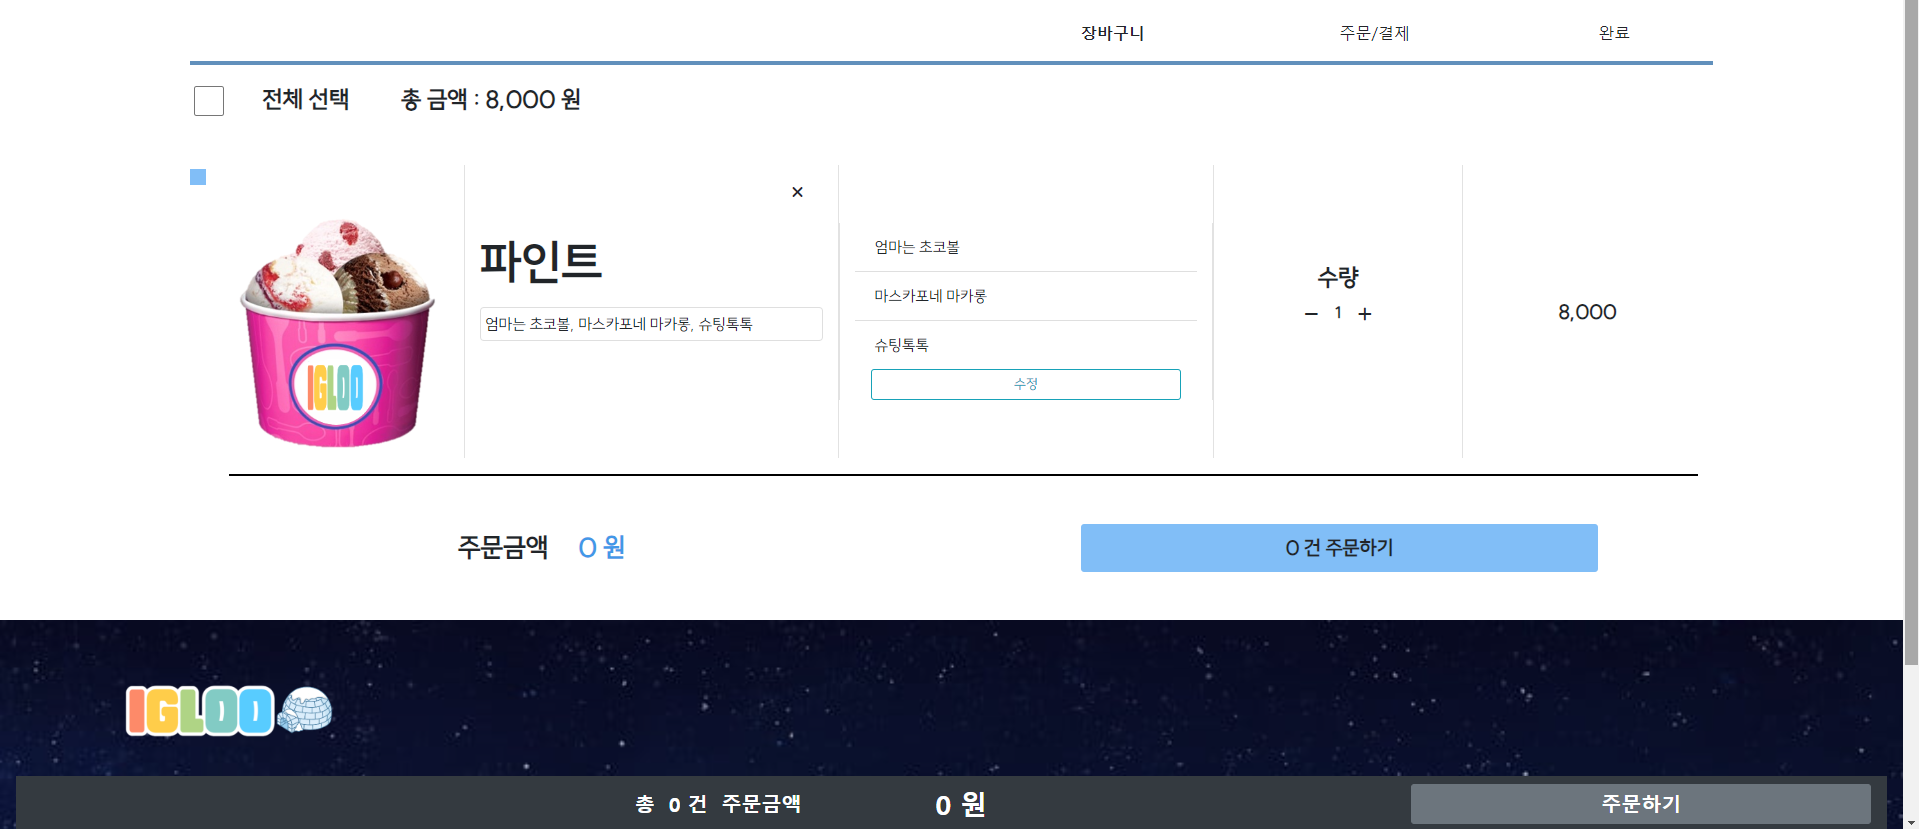 장바구니
주문/결제
완료
전체 선택
총 금액 : 8,000 원
×
파인트
엄마는 초코볼, 마스카포네 마카롱, 슈팅톡톡
IGLOO
엄마는 초코볼
마스카포네 마카롱
슈팅톡톡
수정
수량
− 1 +
8,000
주문금액 0 원
0 건 주문하기
IGLOO
총 0 건 주문금액
0 원
주문하기